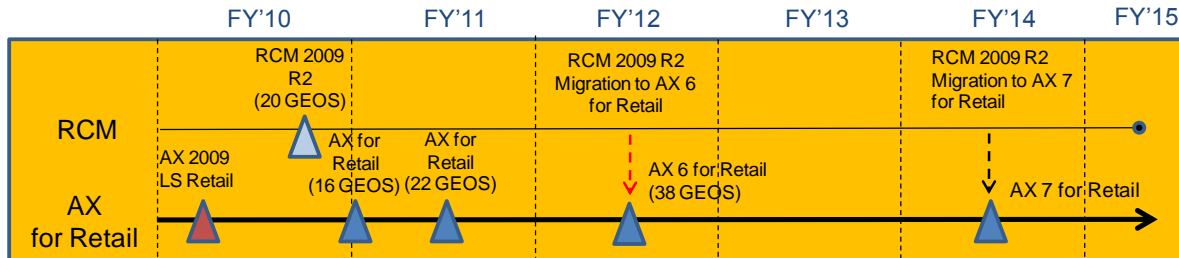 FY'10 FY'11 FY'12 FY'13 FY'14 FY'15
RCM
RCM 2009
R2
(20 GEOS)
RCM 2009 R2
Migration to AX 6
for Retail
RCM 2009 R2
Migration to AX 7
for Retail
AX
for Retail
AX 2009
LS Retail
AX for
Retail
(16 GEOS)
AX for
Retail
(22 GEOS)
AX 6 for Retail
(38 GEOS)
AX 7 for Retail